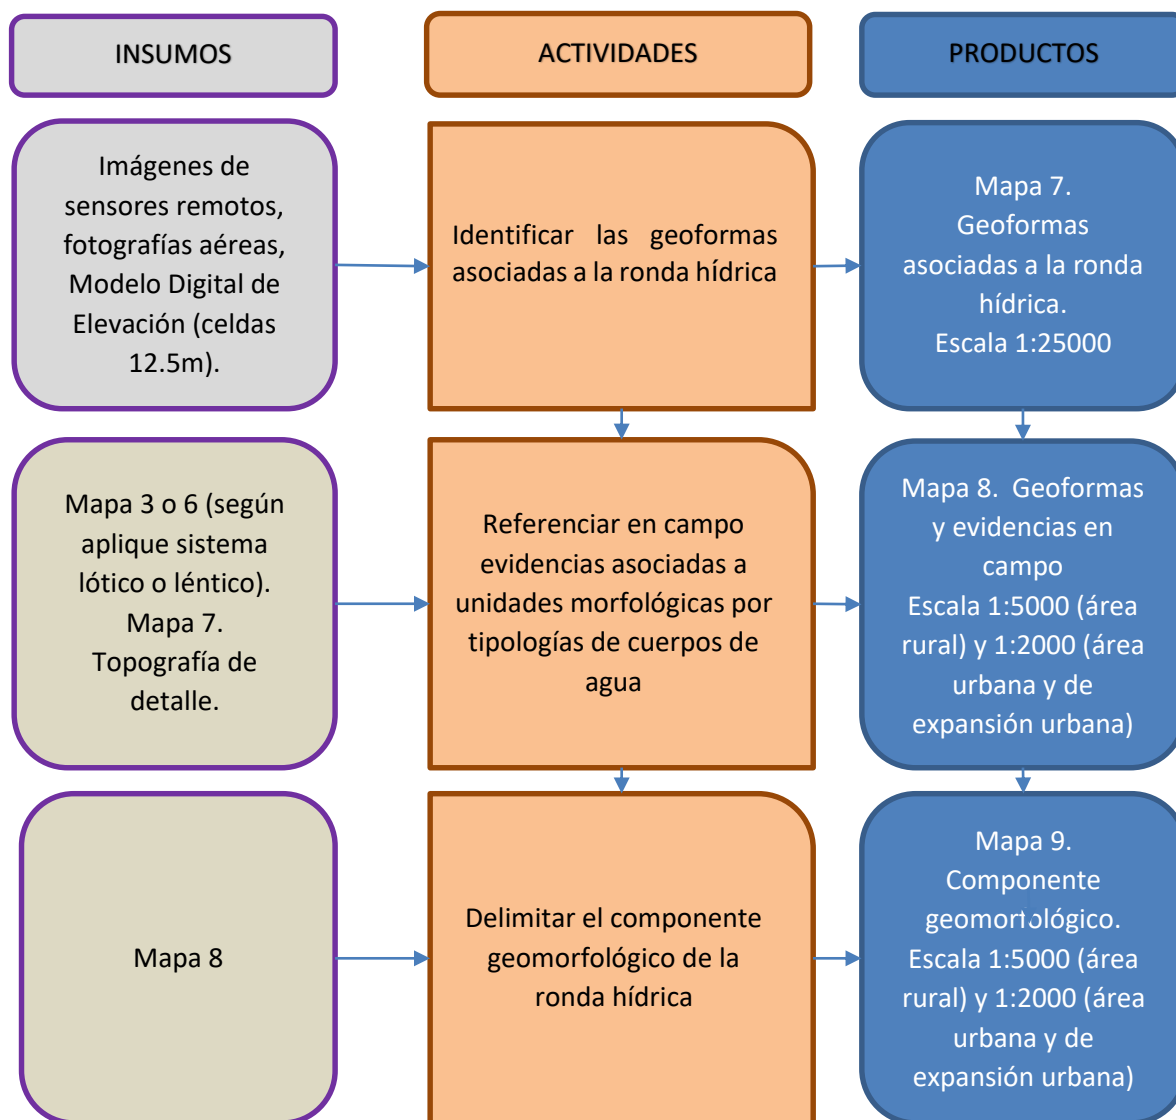 INSUMOS
ACTIVIDADES
PRODUCTOS
Imágenes de
sensores remotos,
fotografías aéreas,
Modelo Digital de
Elevación (celdas
12.5m).
Identificar las geoformas
asociadas a la ronda hídrica
Mapa 7.
Geoformas
asociadas a la ronda
hídrica.
Escala 1:25000
Mapa 3 o 6 (según
aplique sistema
lótico o léntico).
Mapa 7.
Topografía de
detalle.
Referenciar en campo
evidencias asociadas a
unidades morfológicas por
tipologías de cuerpos de
agua
Mapa 8. Geoformas
y evidencias en
campo
Escala 1:5000 (área
rural) y 1:2000 (área
urbana y de
expansión urbana)
Mapa 8
Delimitar el componente
geomorfológico de la
ronda hídrica
Mapa 9.
Componente
geomorfológico.
Escala 1:5000 (área
rural) y 1:2000 (área
urbana y de
expansión urbana)